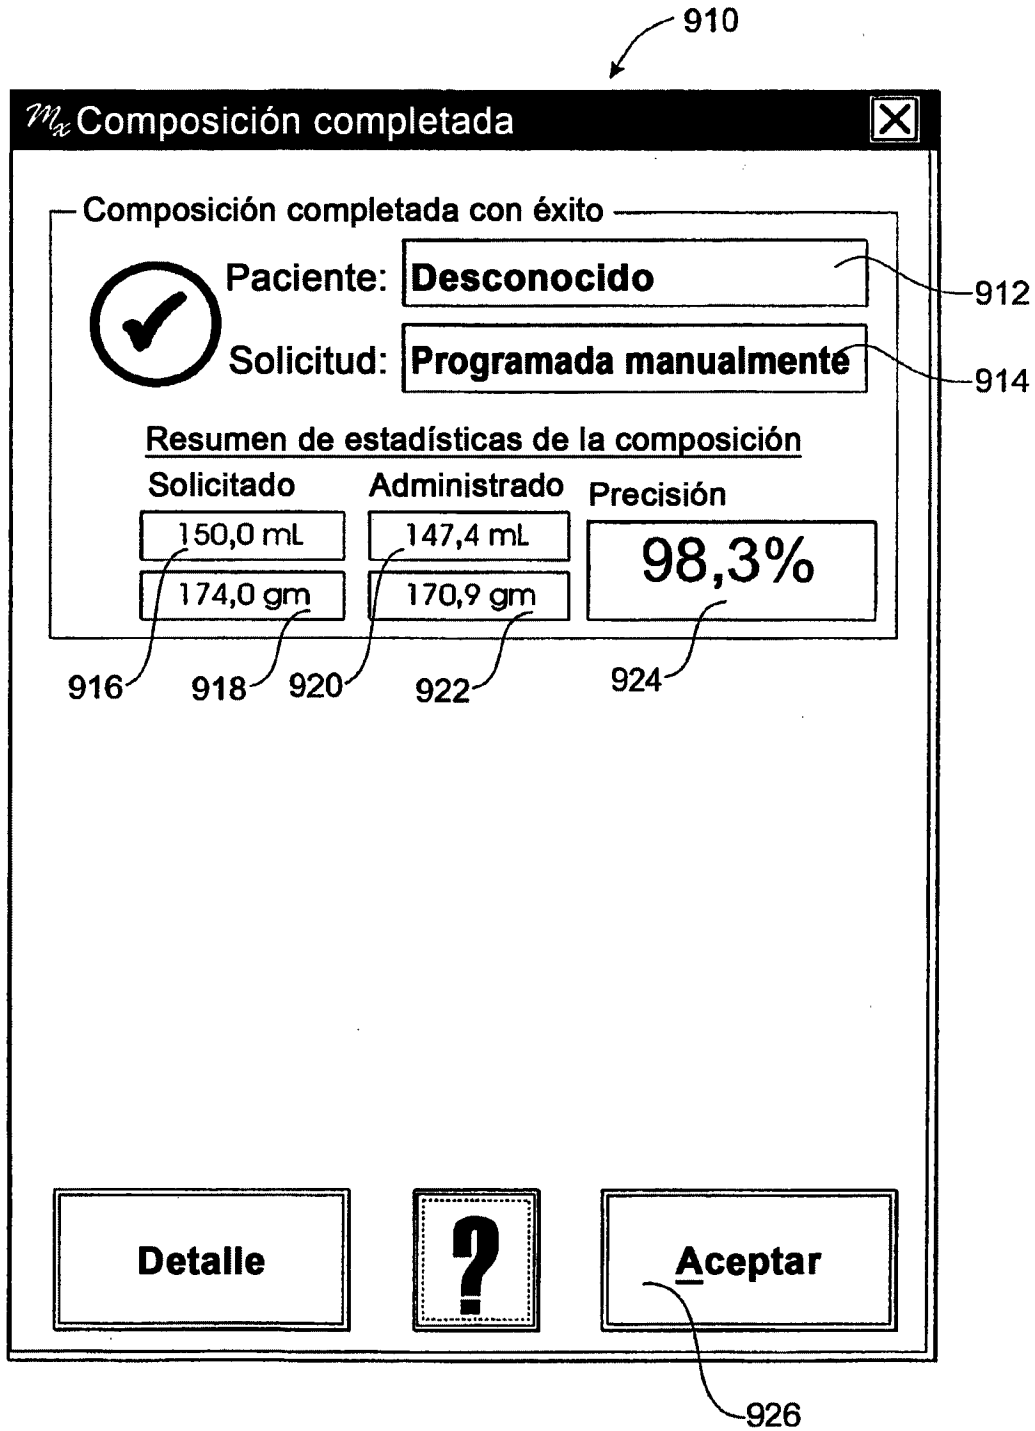 910
Mx Composición completada
Composición completada con éxito
Paciente: Desconocido
912
Solicitud: Programada manualmente
914
Resumen de estadísticas de la composición
Solicitado Administrado Precisión
150,0 mL 147,4 mL 98,3%
174,0 gm 170,9 gm
916 918 920 922 924
Detalle ? Aceptar
926